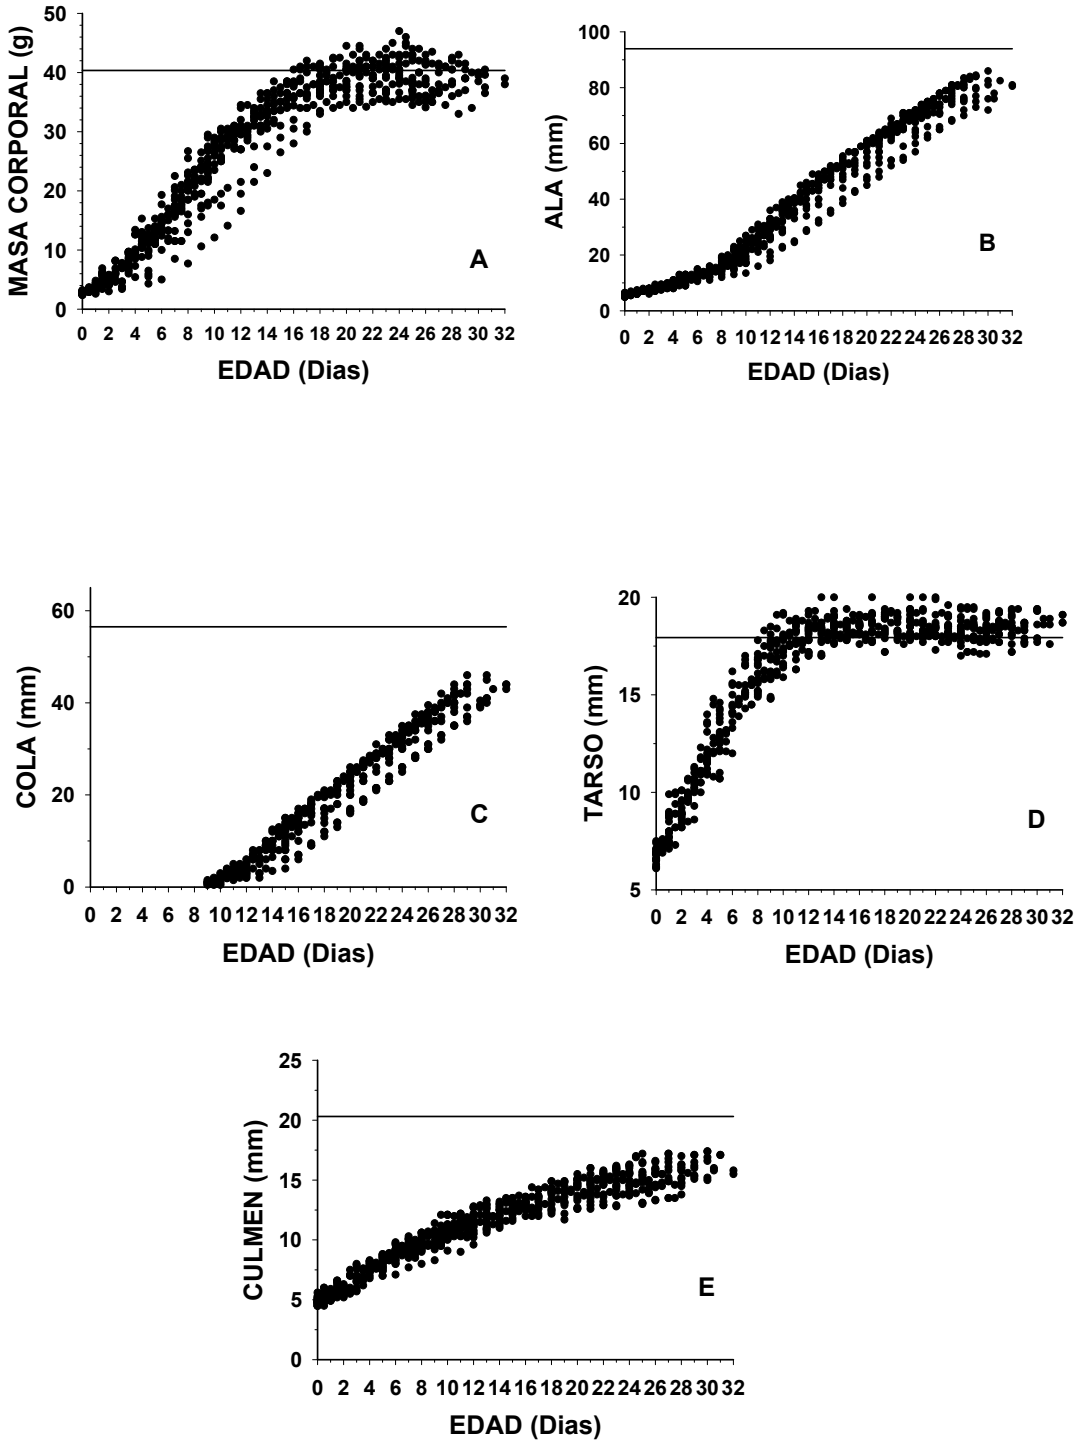 MASA CORPORAL (g)
50
40
30
20
10
0
A
0 2 4 6 8 10 12 14 16 18 20 22 24 26 28 30 32
EDAD (Dias)
ALA (mm)
100
80
60
40
20
0
B
0 2 4 6 8 10 12 14 16 18 20 22 24 26 28 30 32
EDAD (Dias)
COLA (mm)
60
40
20
0
C
0 2 4 6 8 10 12 14 16 18 20 22 24 26 28 30 32
EDAD (Dias)
TARSO (mm)
20
15
10
5
D
0 2 4 6 8 10 12 14 16 18 20 22 24 26 28 30 32
EDAD (Dias)
CULMEN (mm)
25
20
15
10
5
0
E
0 2 4 6 8 10 12 14 16 18 20 22 24 26 28 30 32
EDAD (Dias)